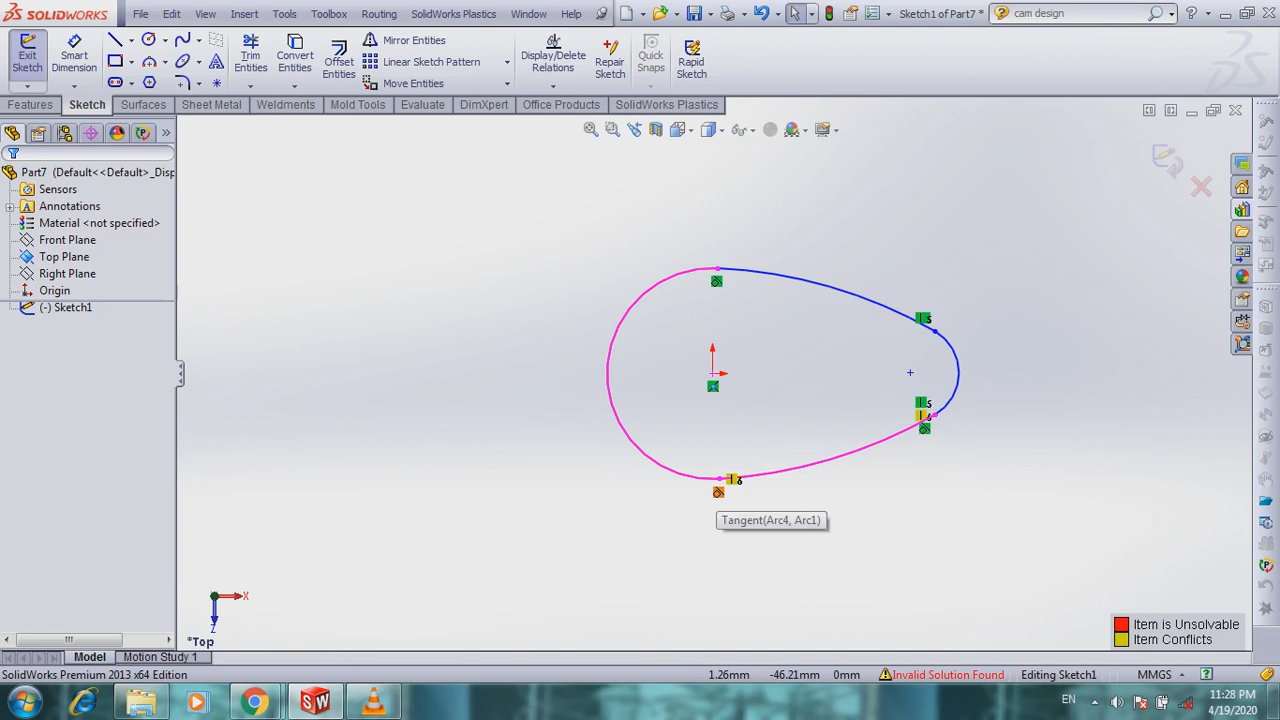 SOLIDWORKS File Edit View Insert Tools Toolbox Routing SolidWorks Plastics Window Help Sketch1 of Part7 * cam design
Exit Sketch
Smart Dimension
Trim Entities
Convert Entities
Offset Entities
Mirror Entities
Linear Sketch Pattern
Move Entities
Display/Delete Relations
Repair Sketch
Quick Snaps
Rapid Sketch
Features Sketch Surfaces Sheet Metal Weldments Mold Tools Evaluate DimXpert Office Products SolidWorks Plastics
Part7 (Default<<Default>_Disp
Sensors
Annotations
Material <not specified>
Front Plane
Top Plane
Right Plane
Origin
(-) Sketch1
5
5
6
6
Tangent(Arc4, Arc1)
X
Z
*Top
Item is Unsolvable
Item Conflicts
Model Motion Study 1
SolidWorks Premium 2013 x64 Edition 1.26mm -46.21mm 0mm Invalid Solution Found Editing Sketch1 MMGS
EN 11:28 PM
4/19/2020